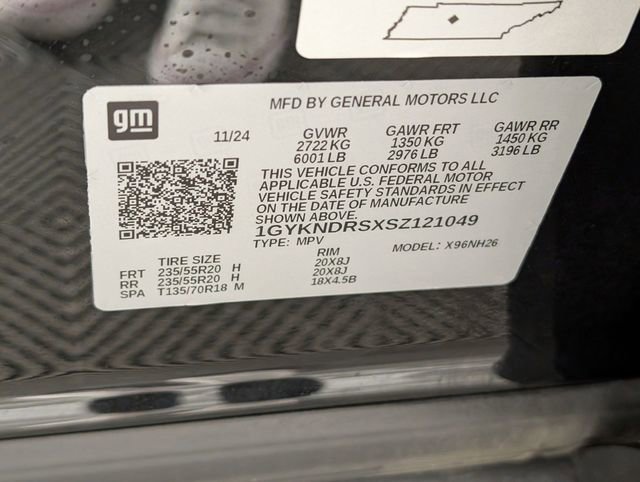 gm
MFD BY GENERAL MOTORS LLC
11/24
GVWR GAWR FRT GAWR RR
2722 KG 1350 KG 1450 KG
6001 LB 2976 LB 3196 LB
THIS VEHICLE CONFORMS TO ALL
APPLICABLE U.S. FEDERAL MOTOR
VEHICLE SAFETY STANDARDS IN EFFECT
ON THE DATE OF MANUFACTURE
SHOWN ABOVE.
1GYKNDRSXSZ121049
TYPE: MPV MODEL: X96NH26
TIRE SIZE RIM
FRT 235/55R20 H 20X8J
RR 235/55R20 H 20X8J
SPA T135/70R18 M 18X4.5B